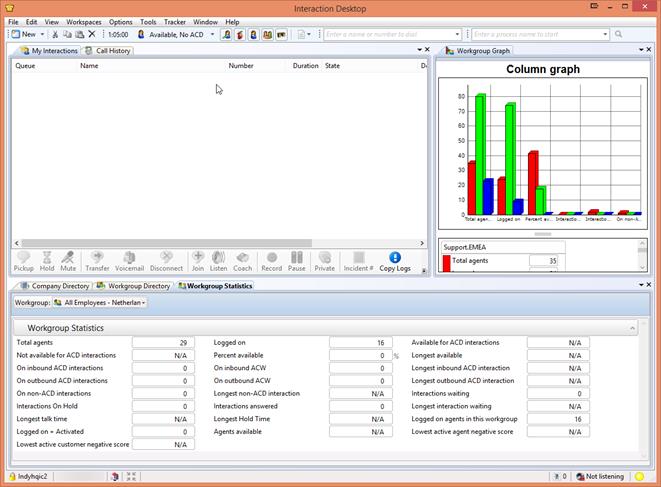 Interaction Desktop
File Edit View Workspaces Options Tools Tracker Window Help
New 1:05:00 Available, No ACD Enter a name or number to dial Enter a process name to start
My Interactions Call History
Queue Name Number Duration State
Pickup Hold Mute Transfer Voicemail Disconnect Join Listen Coach Record Pause Private Incident # Copy Logs
Workgroup Graph
Column graph
80
70
60
50
40
30
20
10
0
Total agen... Logged on Percent av... Interactio... Interactio... On non-A...
Support.EMEA
Total agents 35
Company Directory Workgroup Directory Workgroup Statistics
Workgroup: All Employees - Netherlan
Workgroup Statistics
Total agents 29 Logged on 16 Available for ACD interactions N/A
Not available for ACD interactions N/A Percent available 0 % Longest available N/A
On inbound ACD interactions 0 On inbound ACW 0 Longest inbound ACD interaction N/A
On outbound ACD interactions 0 On outbound ACW 0 Longest outbound ACD interaction N/A
On non-ACD interactions 0 Longest non-ACD interaction N/A Interactions waiting 0
Interactions On Hold 0 Interactions answered 0 Longest interaction waiting N/A
Longest talk time N/A Longest Hold Time N/A Logged on agents in this workgroup 16
Logged on + Activated 0 Agents available N/A Lowest active agent negative score N/A
Lowest active customer negative score N/A
Indyhqic2 0 Not listening